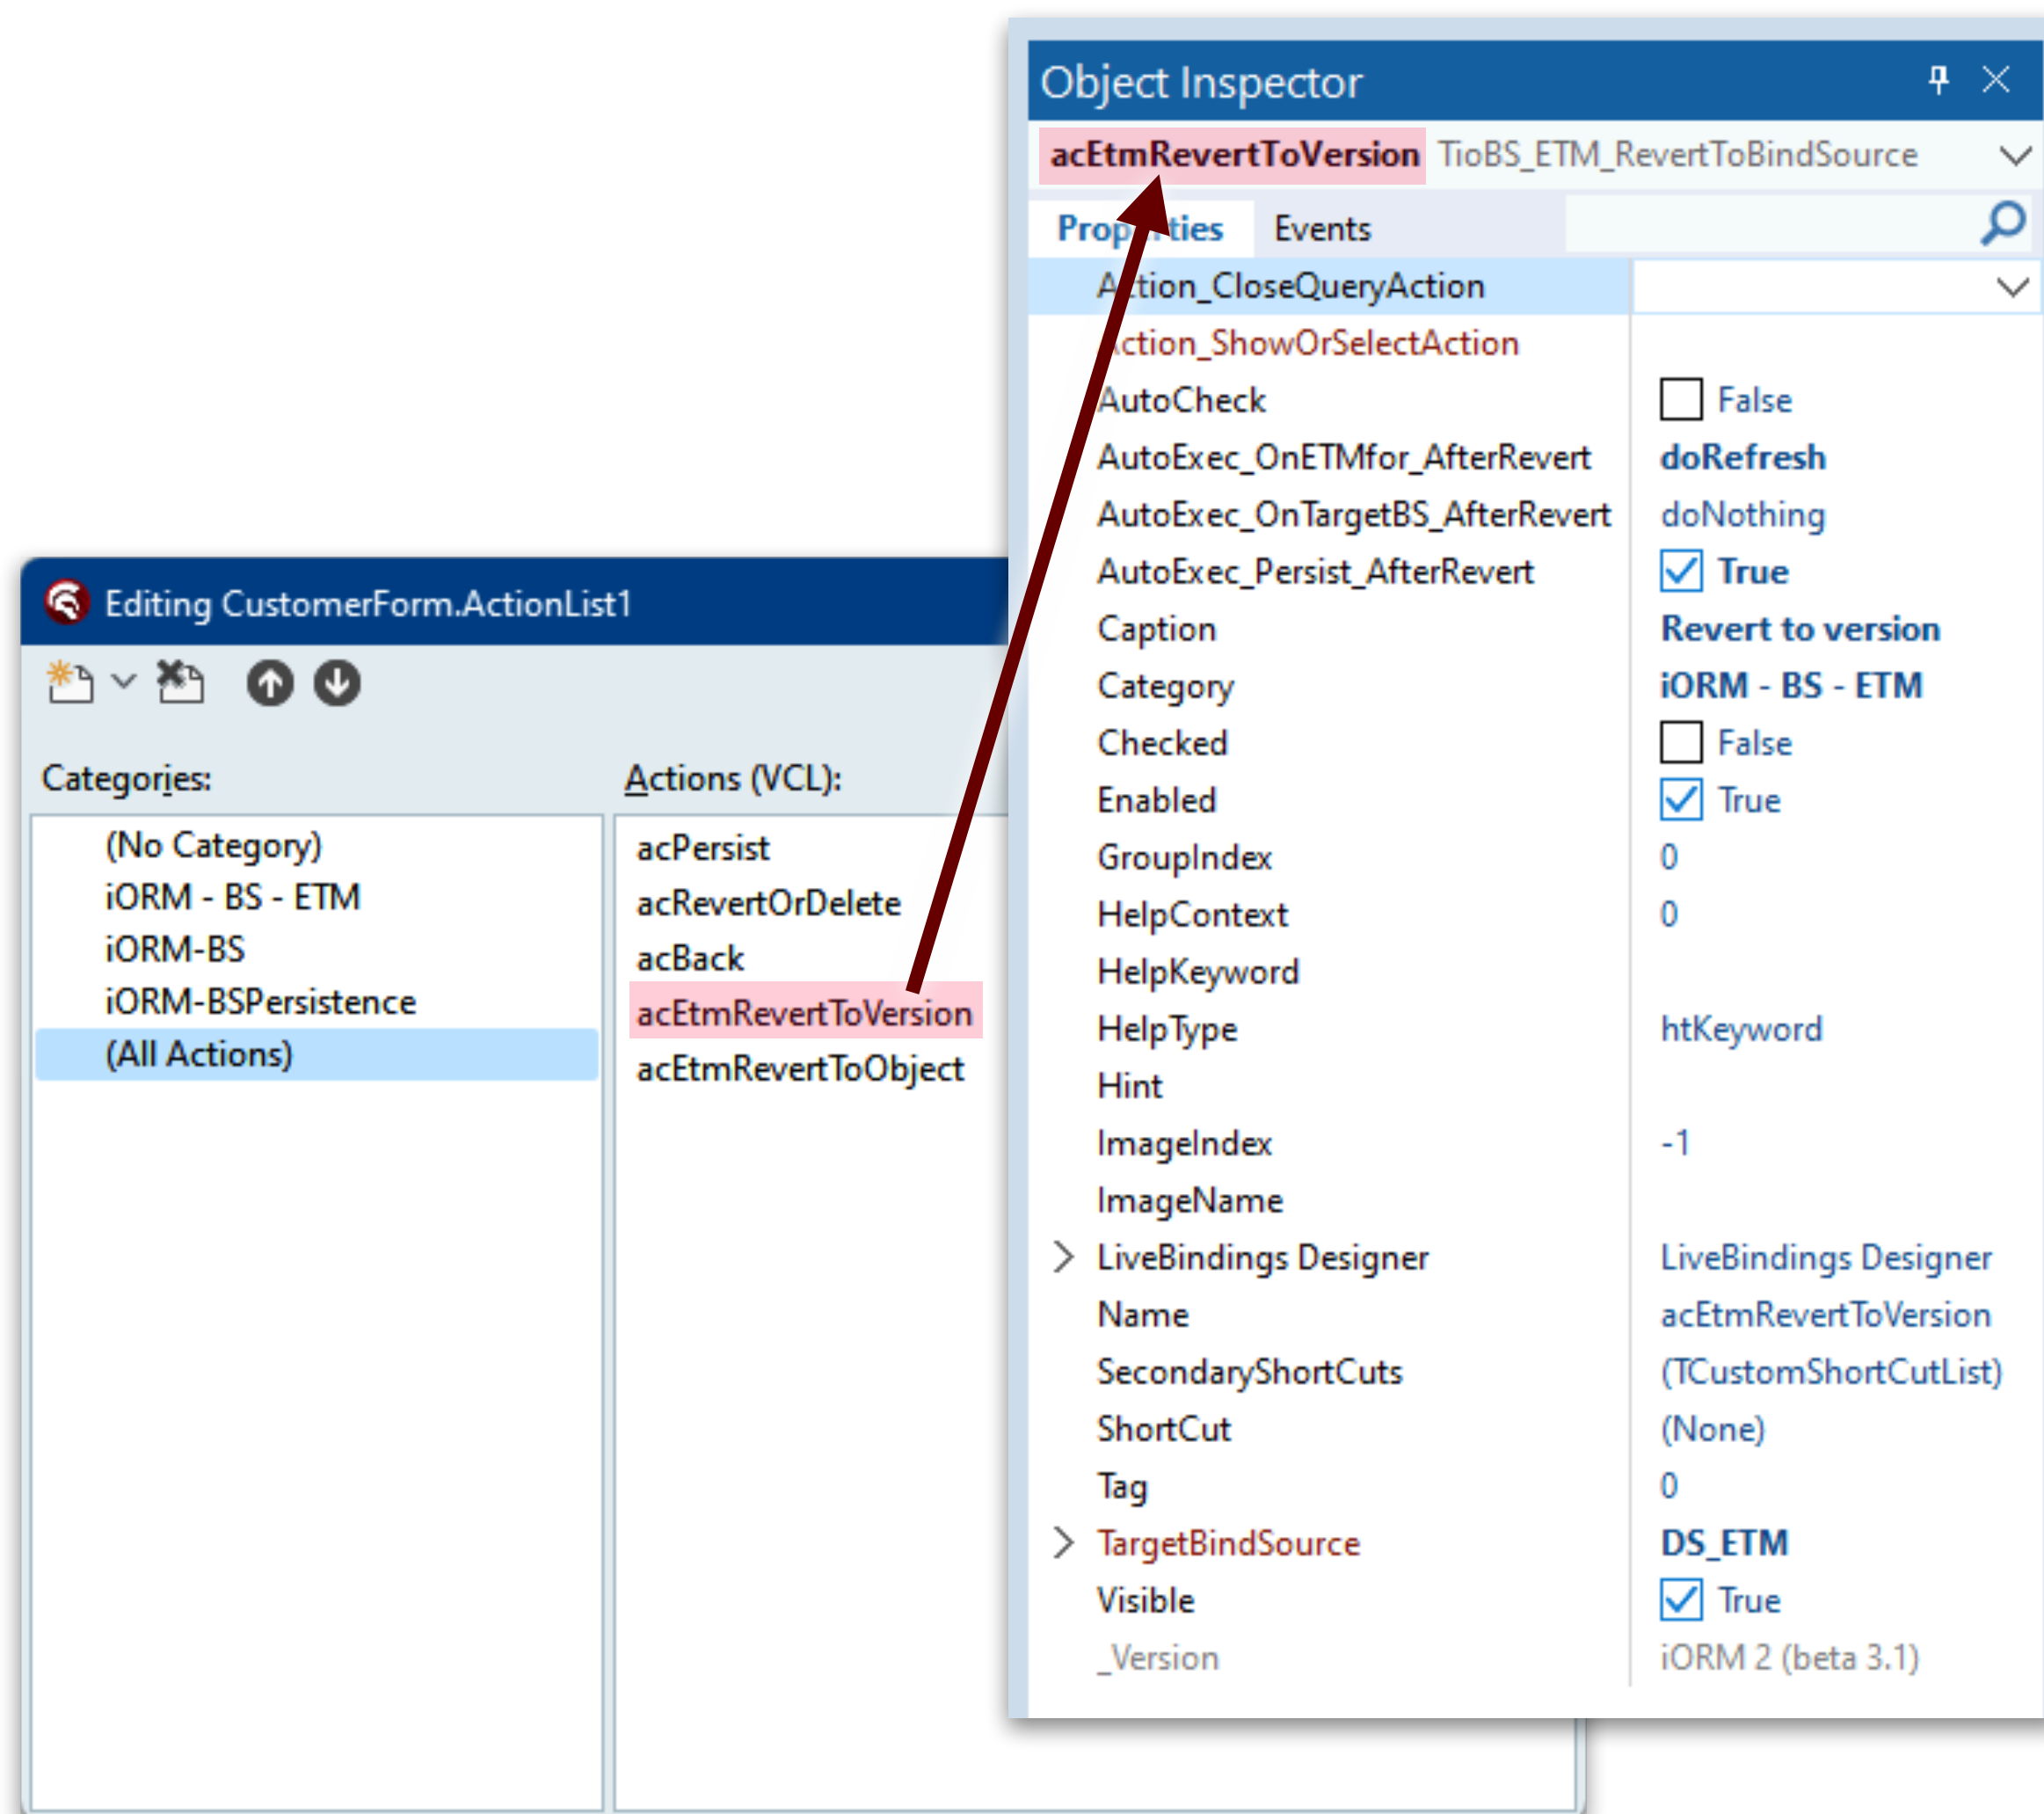 Object Inspector
acEtmRevertToVersion TioBS_ETM_RevertToBindSource
Properties Events
Action_CloseQueryAction
Action_ShowOrSelectAction
AutoCheck False
AutoExec_OnETMfor_AfterRevert doRefresh
AutoExec_OnTargetBS_AfterRevert doNothing
AutoExec_Persist_AfterRevert True
Caption Revert to version
Category iORM - BS - ETM
Checked False
Enabled True
GroupIndex 0
HelpContext 0
HelpKeyword
HelpType htKeyword
Hint
ImageIndex -1
ImageName
LiveBindings Designer LiveBindings Designer
Name acEtmRevertToVersion
SecondaryShortCuts (TCustomShortCutList)
ShortCut (None)
Tag 0
TargetBindSource DS_ETM
Visible True
_Version iORM 2 (beta 3.1)
Editing CustomerForm.ActionList1
Categories:
(No Category)
iORM - BS - ETM
iORM-BS
iORM-BSPersistence
(All Actions)
Actions (VCL):
acPersist
acRevertOrDelete
acBack
acEtmRevertToVersion
acEtmRevertToObject